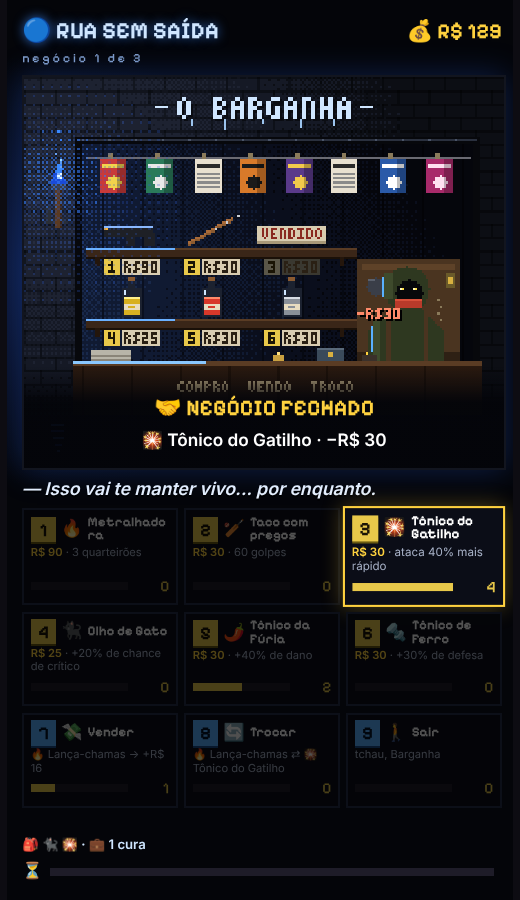 RUA SEM SAÍDA
R$ 189
negócio 1 de 3
O BARGANHA
VENDIDO
1 R$90 2 R$30 3 R$30
-R$30
4 R$25 5 R$30 6 R$30
COMPRO VENDO TROCO
NEGÓCIO FECHADO
Tônico do Gatilho · −R$ 30
— Isso vai te manter vivo... por enquanto.
1 Metralhado
ra
R$ 90 · 3 quarteirões
0
2 Taco com
pregos
R$ 30 · 60 golpes
0
3 Tônico do
Gatilho
R$ 30 · ataca 40% mais
rápido
4
4 Olho de Gato
R$ 25 · +20% de chance
de crítico
0
5 Tônico da
Fúria
R$ 30 · +40% de dano
2
6 Tônico de
Ferro
R$ 30 · +30% de defesa
0
7 Vender
Lança-chamas → +R$
16
1
8 Trocar
Lança-chamas ⇄
Tônico do Gatilho
0
9 Sair
tchau, Barganha
0
· 1 cura